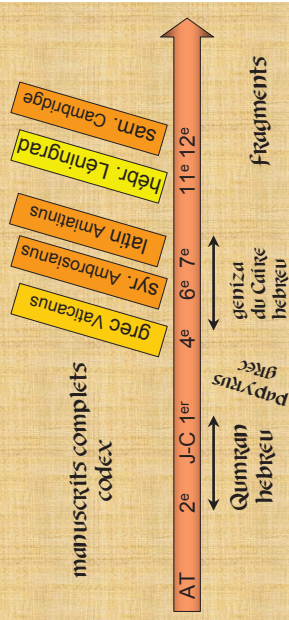 manuscrits complets
codex
grec Vaticanus
syr. Ambrosianus
latin Amiatinus
hébr. Léningrad
sam. Cambridge
AT 2e J-C 1er 4e 6e 7e 11e 12e
Qumran
hebreu
papyrus
grec
geniza
du Caire
hebreu
fragments